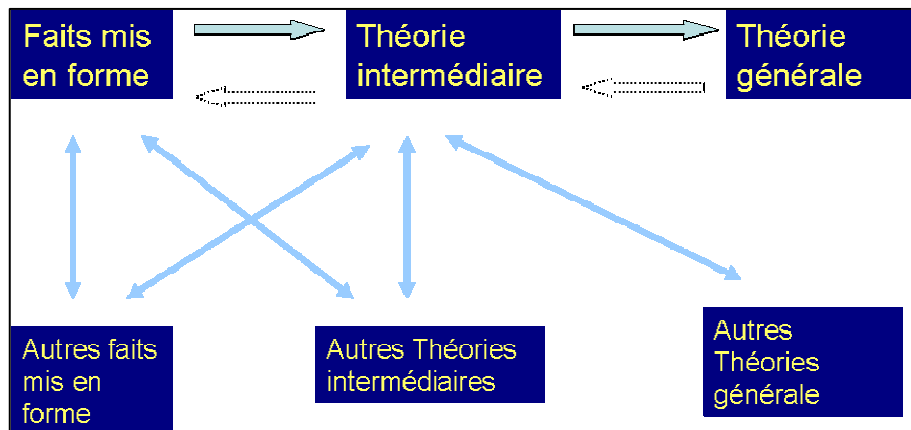 Faits mis
en forme
Théorie
intermédiaire
Théorie
générale
Autres faits
mis en
forme
Autres Théories
intermédiaires
Autres
Théories
générale